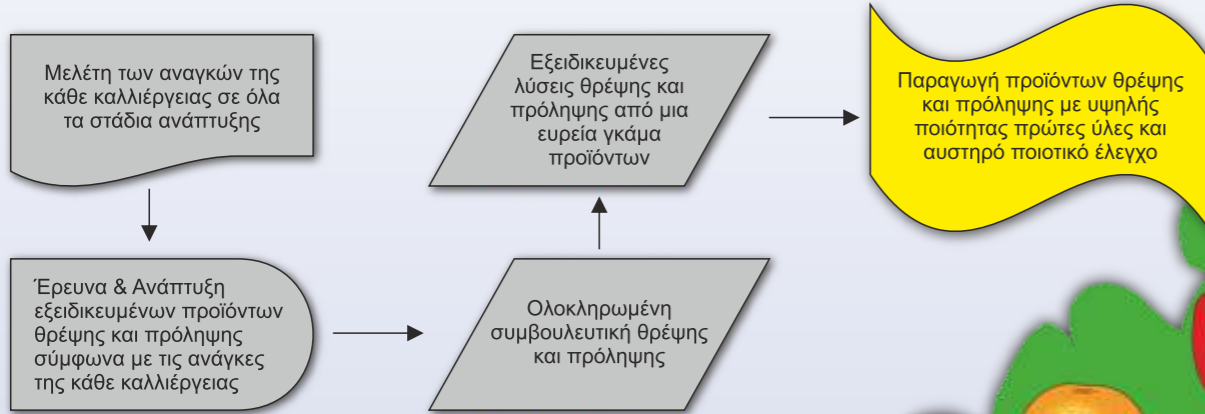 Μελέτη των αναγκών της
κάθε καλλιέργειας σε όλα
τα στάδια ανάπτυξης
Έρευνα & Ανάπτυξη
εξειδικευμένων προϊόντων
θρέψης και πρόληψης
σύμφωνα με τις ανάγκες
της κάθε καλλιέργειας
Ολοκληρωμένη
συμβουλευτική θρέψης
και πρόληψης
Εξειδικευμένες
λύσεις θρέψης και
πρόληψης από μια
ευρεία γκάμα
προϊόντων
Παραγωγή προϊόντων θρέψης
και πρόληψης με υψηλής
ποιότητας πρώτες ύλες και
αυστηρό ποιοτικό έλεγχο